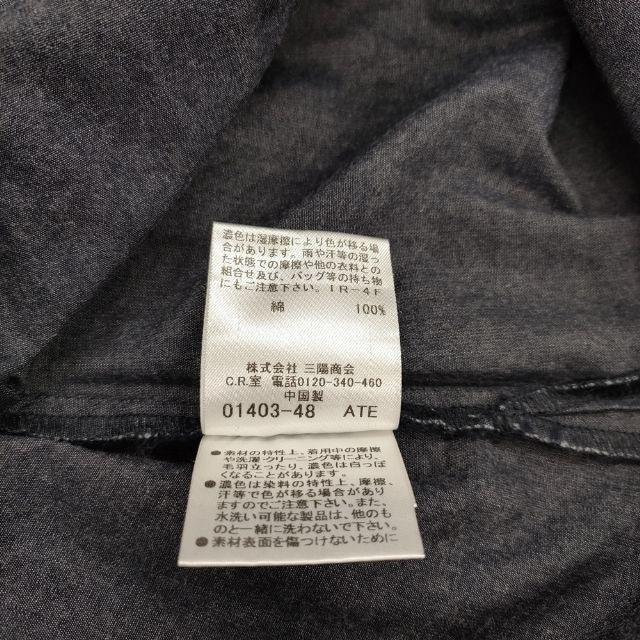 濃色は湿摩擦により色が移る場
合があります。雨や汗等の湿っ
た状態での摩擦や他の衣料との
組合せ及び、バッグ等の持ち物
にもご注意下さい。IR-4F
綿 100%
株式会社 三陽商会
C.R.室 電話0120-340-460
中国製
01403-48 ATE
●素材の特性上、着用中の摩擦
や洗濯・クリーニング等により、
毛羽立ったり、濃色は白っぽ
くなることがあります。
●濃色は染料の特性上、摩擦、
汗等で色が移る場合があり
ますのでご注意下さい。また、
水洗い可能な製品は、他のも
のと一緒に洗わないで下さい。
●素材表面を傷つけないために